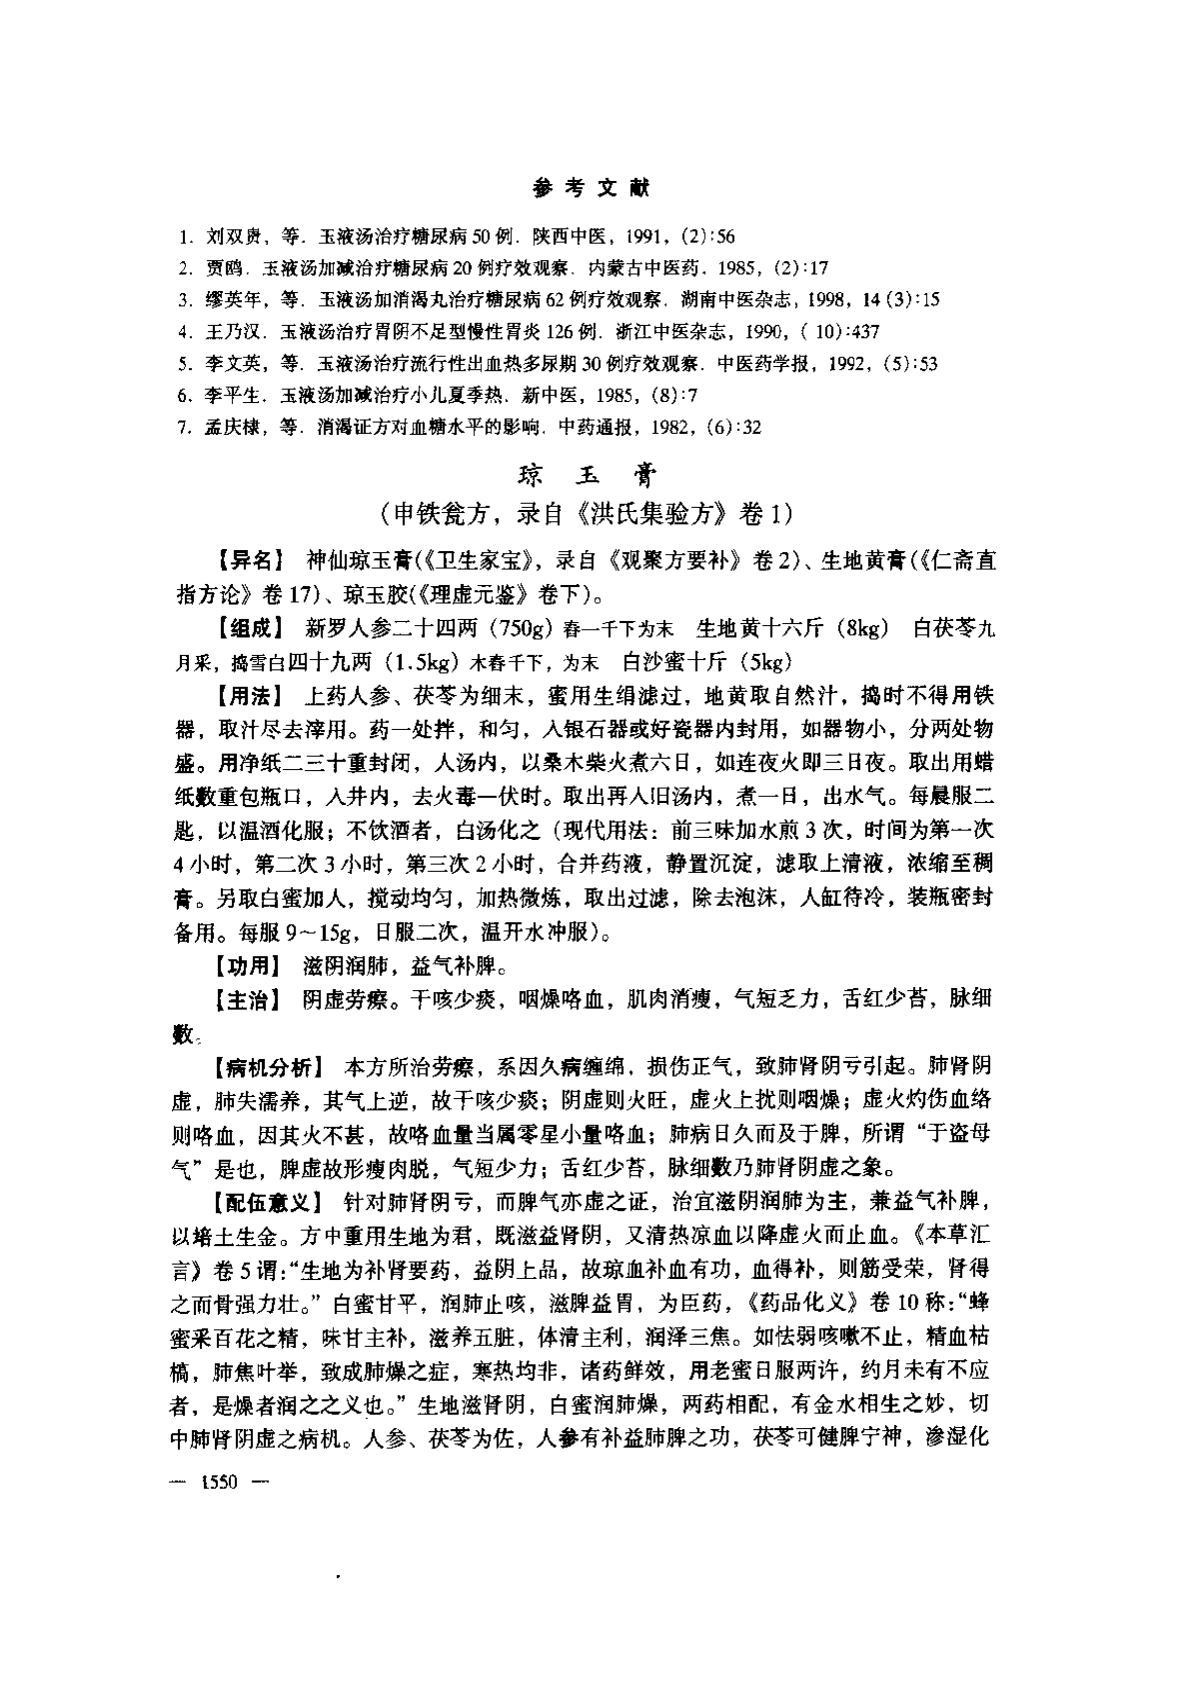 参考文献
1. 刘双贵，等. 玉液汤治疗糖尿病50例. 陕西中医，1991，(2):56
2. 贾鸥. 玉液汤加减治疗糖尿病20例疗效观察. 内蒙古中医药. 1985，(2):17
3. 缪英年，等. 玉液汤加消渴丸治疗糖尿病62例疗效观察. 湖南中医杂志，1998，14(3):15
4. 王乃汉. 玉液汤治疗胃阴不足型慢性胃炎126例. 浙江中医杂志，1990，( 10):437
5. 李文英，等. 玉液汤治疗流行性出血热多尿期30例疗效观察. 中医药学报，1992，(5):53
6. 李平生. 玉液汤加减治疗小儿夏季热. 新中医，1985，(8):7
7. 孟庆棣，等. 消渴证方对血糖水平的影响. 中药通报，1982，(6):32
琼玉膏
（申铁瓮方，录自《洪氏集验方》卷1）
【异名】 神仙琼玉膏(《卫生家宝》，录自《观聚方要补》卷2)、生地黄膏(《仁斋直
指方论》卷17)、琼玉胶(《理虚元鉴》卷下)。
【组成】 新罗人参二十四两（750g）舂一千下为末 生地黄十六斤（8kg） 白茯苓九
月采，捣雪白四十九两（1.5kg）木舂千下，为末 白沙蜜十斤（5kg）
【用法】 上药人参、茯苓为细末，蜜用生绢滤过，地黄取自然汁，捣时不得用铁
器，取汁尽去滓用。药一处拌，和匀，入银石器或好瓷器内封用，如器物小，分两处物
盛。用净纸二三十重封闭，入汤内，以桑木柴火煮六日，如连夜火即三日夜。取出用蜡
纸数重包瓶口，入井内，去火毒一伏时。取出再入旧汤内，煮一日，出水气。每晨服二
匙，以温酒化服；不饮酒者，白汤化之（现代用法：前三味加水煎3次，时间为第一次
4小时，第二次3小时，第三次2小时，合并药液，静置沉淀，滤取上清液，浓缩至稠
膏。另取白蜜加入，搅动均匀，加热微炼，取出过滤，除去泡沫，入缸待冷，装瓶密封
备用。每服9～15g，日服二次，温开水冲服）。
【功用】 滋阴润肺，益气补脾。
【主治】 阴虚劳瘵。干咳少痰，咽燥咯血，肌肉消瘦，气短乏力，舌红少苔，脉细
数。
【病机分析】 本方所治劳瘵，系因久病缠绵，损伤正气，致肺肾阴亏引起。肺肾阴
虚，肺失濡养，其气上逆，故干咳少痰；阴虚则火旺，虚火上扰则咽燥；虚火灼伤血络
则咯血，因其火不甚，故咯血量当属零星小量咯血；肺病日久而及于脾，所谓“于盗母
气”是也，脾虚故形瘦肉脱，气短少力；舌红少苔，脉细数乃肺肾阴虚之象。
【配伍意义】 针对肺肾阴亏，而脾气亦虚之证，治宜滋阴润肺为主，兼益气补脾，
以培土生金。方中重用生地为君，既滋益肾阴，又清热凉血以降虚火而止血。《本草汇
言》卷5谓:“生地为补肾要药，益阴上品，故琼血补血有功，血得补，则筋受荣，肾得
之而骨强力壮。”白蜜甘平，润肺止咳，滋脾益胃，为臣药，《药品化义》卷10称:“蜂
蜜采百花之精，味甘主补，滋养五脏，体清主利，润泽三焦。如怯弱咳嗽不止，精血枯
槁，肺焦叶举，致成肺燥之症，寒热均非，诸药鲜效，用老蜜日服两许，约月未有不应
者，是燥者润之之义也。”生地滋肾阴，白蜜润肺燥，两药相配，有金水相生之妙，切
中肺肾阴虚之病机。人参、茯苓为佐，人参有补益肺脾之功，茯苓可健脾宁神，渗湿化
— 1550 —